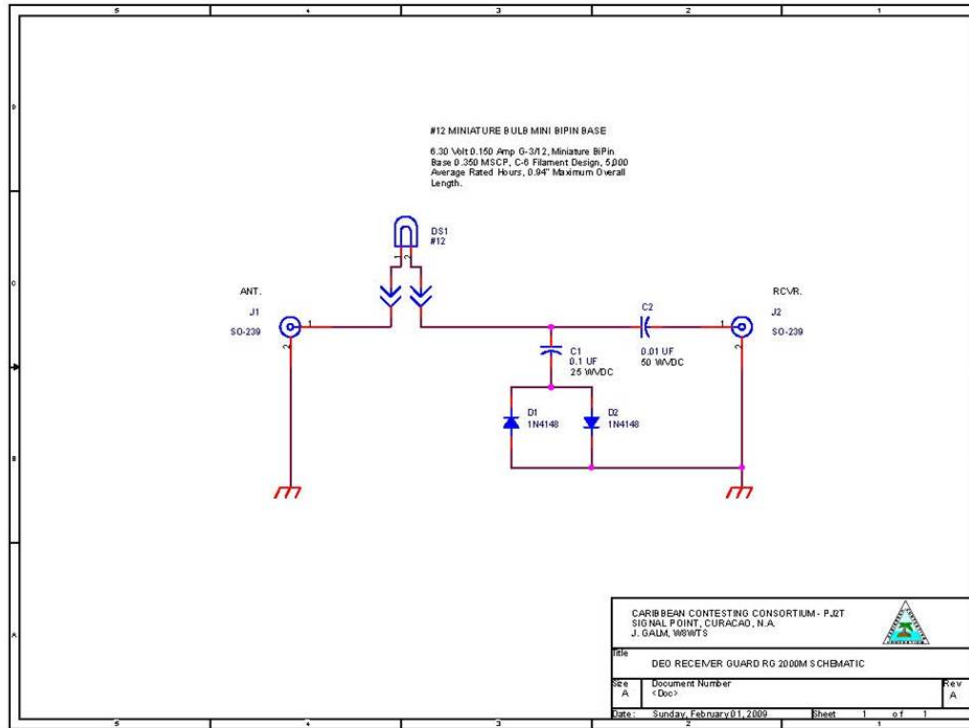 5
4
3
2
1
D
#12 MINIATURE BULB MINI BIPIN BASE
6.30 Volt 0.150 Amp G-31/2, Miniature BiPin
Base 0.350 MSCP, C-6 Filament Design, 5,000
Average Rated Hours, 0.94" Maximum Overall
Length.
DS1
#12
1
2
C
ANT.
J1
SO-239
1
2
C2
0.01 UF
50 WVDC
RCVR.
J2
SO-239
1
2
C1
0.1 UF
25 WVDC
D1
1N4148
D2
1N4148
B
A
CARIBBEAN CONTESTING CONSORTIUM - PJ2T
SIGNAL POINT, CURACAO, N.A.
J. GALM, W8WTS
Title
DEO RECEIVER GUARD RG 2000M SCHEMATIC
Size
A
Document Number
<Doc>
Rev
A
Date: Sunday, February 01, 2009 Sheet 1 of 1
5
4
3
2
1